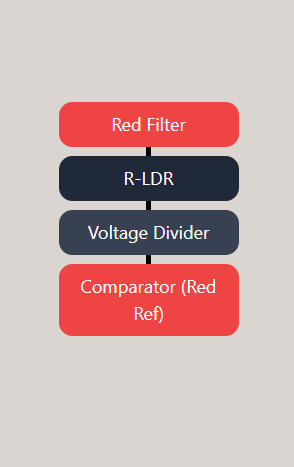 Red Filter
R-LDR
Voltage Divider
Comparator (Red
Ref)